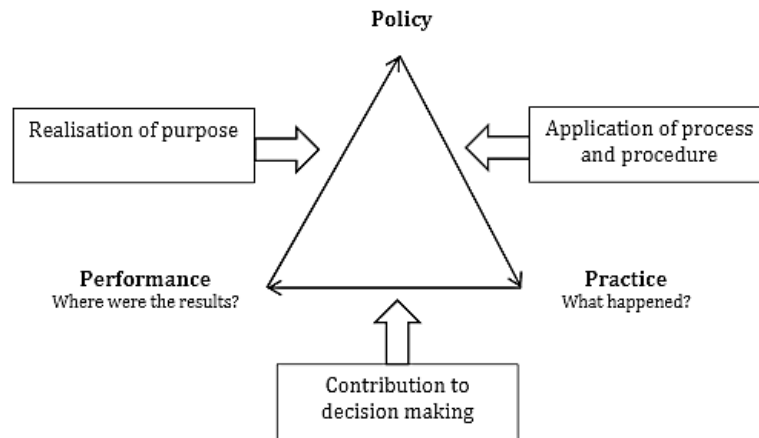 Policy
Realisation of purpose
Application of process
and procedure
Performance
Where were the results?
Practice
What happened?
Contribution to
decision making